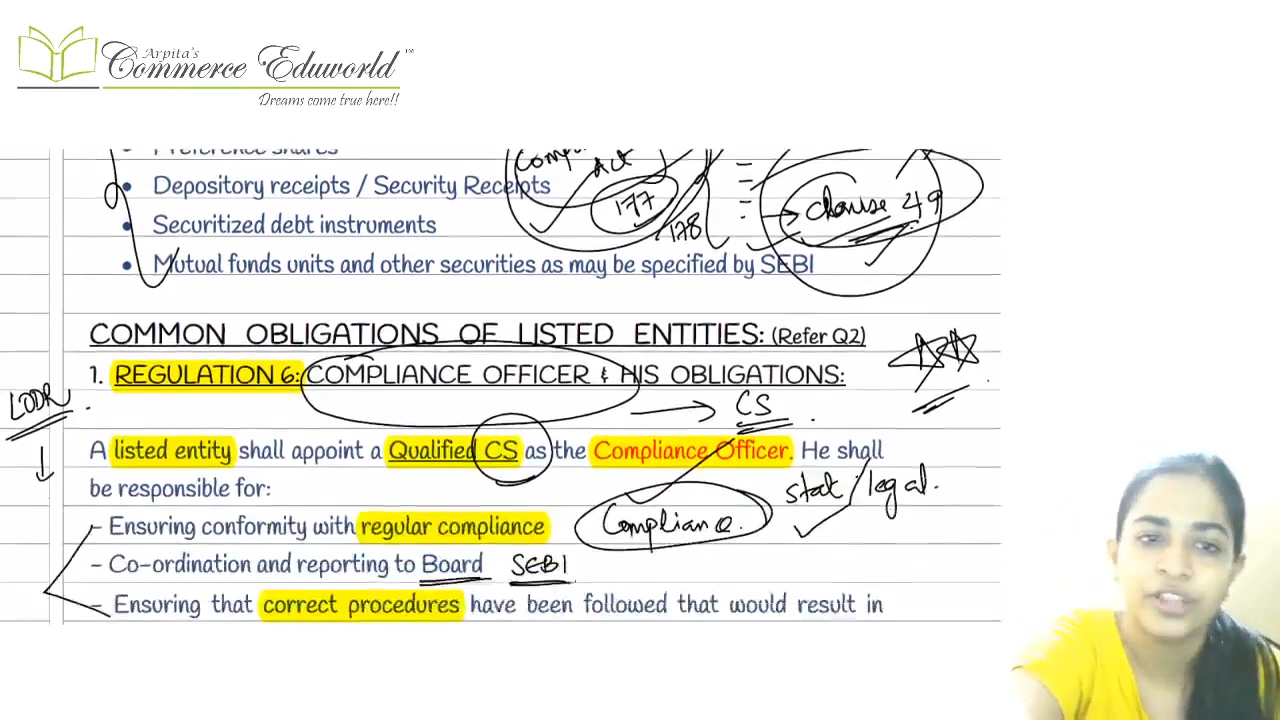 Arpita's
Commerce Eduworld™
Dreams come true here!!
Preference shares
Act
• Depository receipts / Security Receipts
177
178
Clause 49
• Securitized debt instruments
• Mutual funds units and other securities as may be specified by SEBI
COMMON OBLIGATIONS OF LISTED ENTITIES: (Refer Q2)
1. REGULATION 6: COMPLIANCE OFFICER & HIS OBLIGATIONS:
LODR
CS
A listed entity shall appoint a Qualified CS as the Compliance Officer. He shall
be responsible for:
stat / legal.
Compliance.
– Ensuring conformity with regular compliance
– Co-ordination and reporting to Board SEBI
– Ensuring that correct procedures have been followed that would result in